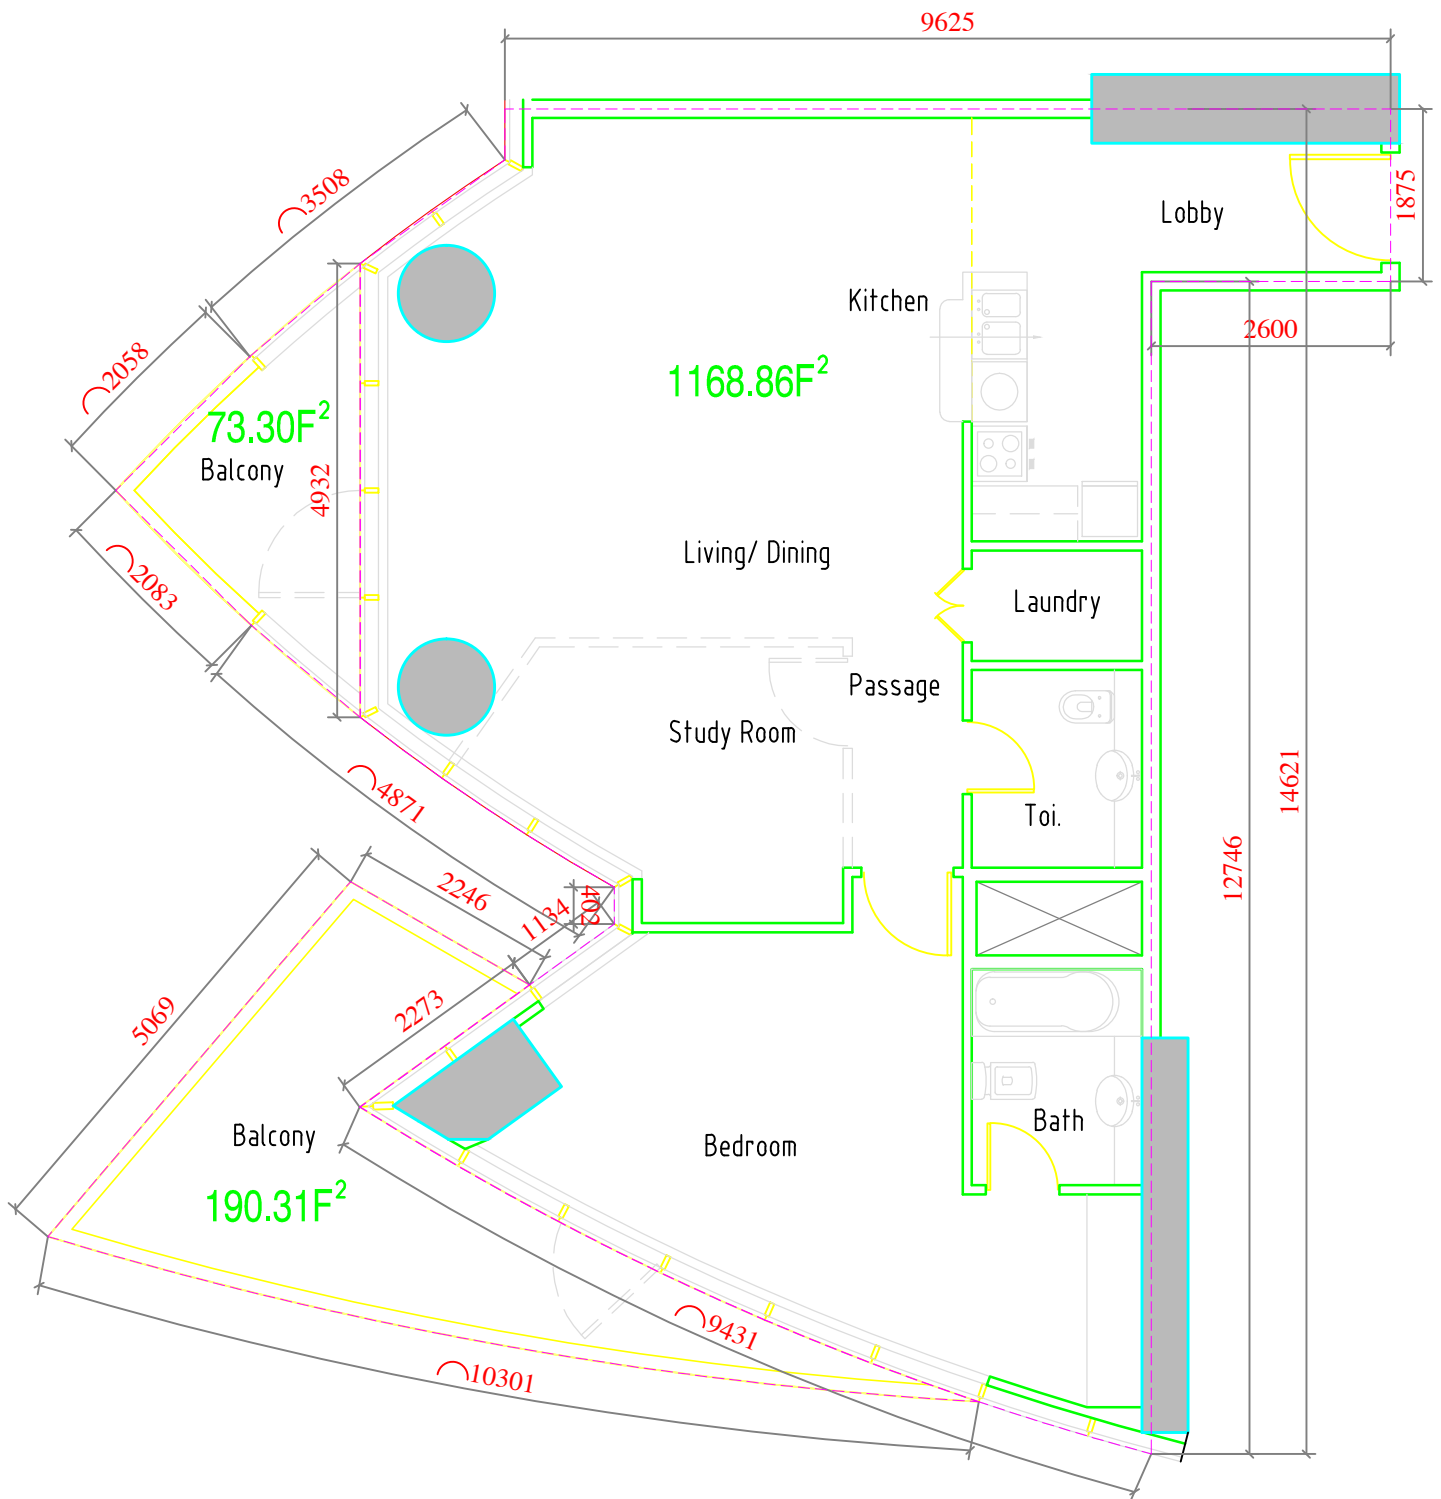 9625
⌒3508
1875
Lobby
Kitchen
2600
⌒2058
1168.86F²
73.30F²
Balcony
4932
Living/ Dining
⌒2083
Laundry
Passage
Study Room
14621
⌒4871
Toi.
12746
2246
402
1134
2273
5069
Bath
Balcony
Bedroom
190.31F²
⌒9431
⌒10301